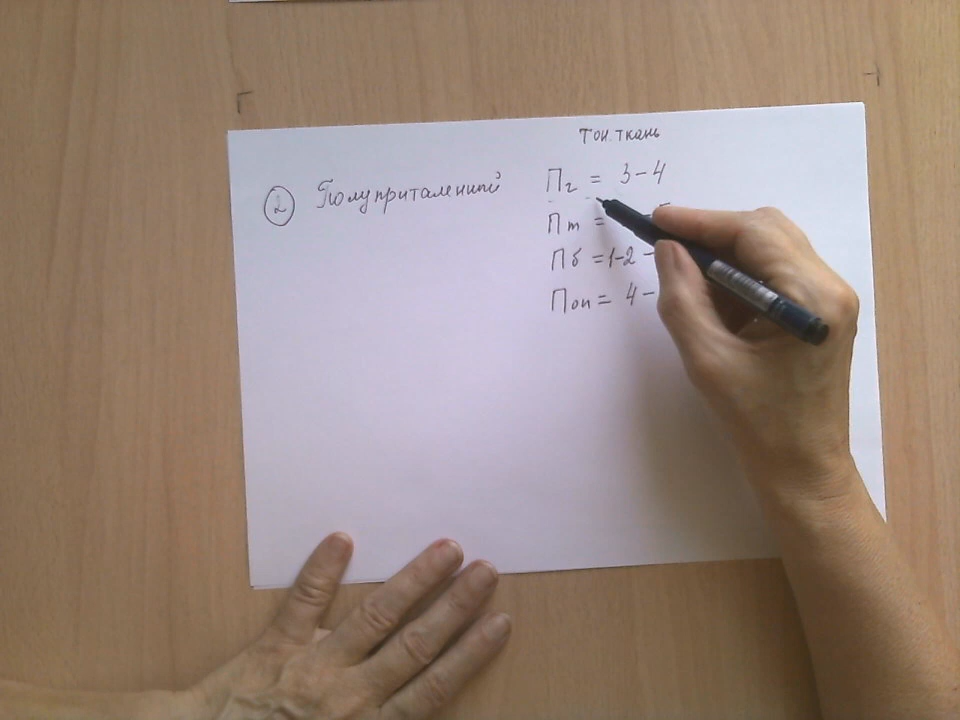 Тон. ткань
② Полуприталенный
Пг = 3-4
Пт =
Пб = 1-2 -
Поп = 4 -